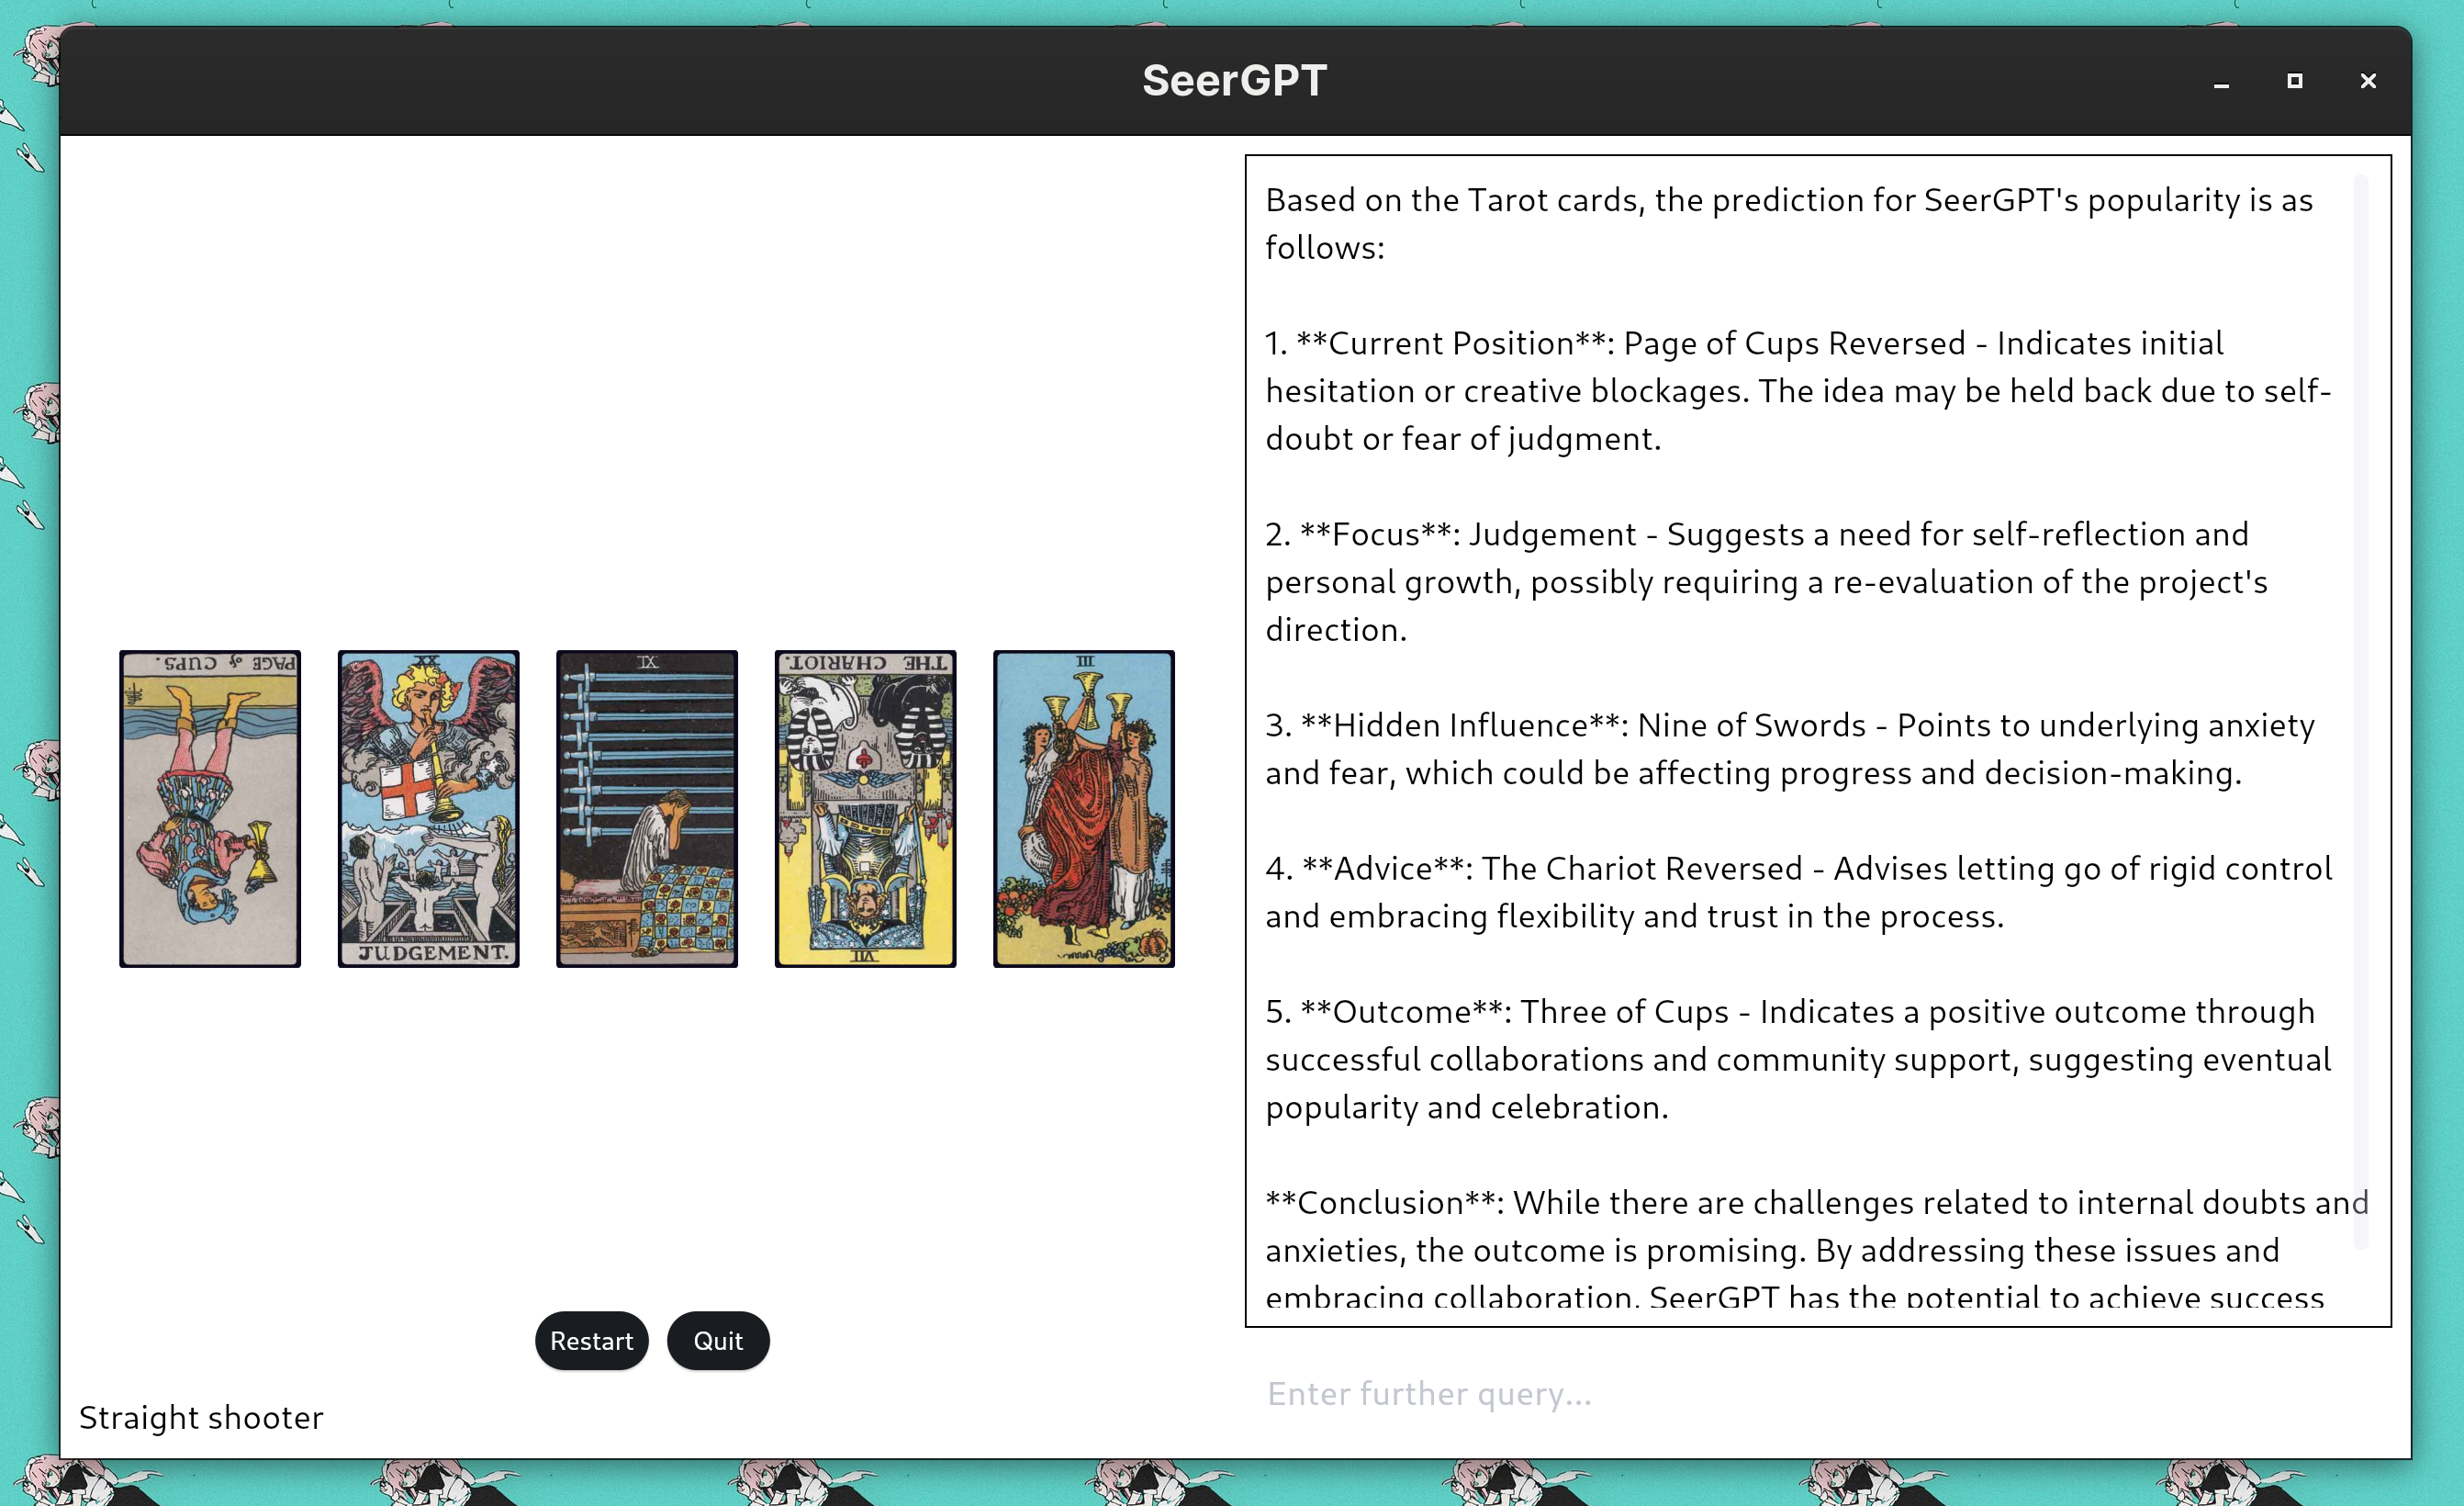 SeerGPT
PAGE of CUPS.
XX
JUDGEMENT.
IX
THE CHARIOT.
VII
III
Restart
Quit
Straight shooter
Based on the Tarot cards, the prediction for SeerGPT's popularity is as
follows:
1. **Current Position**: Page of Cups Reversed - Indicates initial
hesitation or creative blockages. The idea may be held back due to self-
doubt or fear of judgment.
2. **Focus**: Judgement - Suggests a need for self-reflection and
personal growth, possibly requiring a re-evaluation of the project's
direction.
3. **Hidden Influence**: Nine of Swords - Points to underlying anxiety
and fear, which could be affecting progress and decision-making.
4. **Advice**: The Chariot Reversed - Advises letting go of rigid control
and embracing flexibility and trust in the process.
5. **Outcome**: Three of Cups - Indicates a positive outcome through
successful collaborations and community support, suggesting eventual
popularity and celebration.
**Conclusion**: While there are challenges related to internal doubts and
anxieties, the outcome is promising. By addressing these issues and
embracing collaboration, SeerGPT has the potential to achieve success
Enter further query...